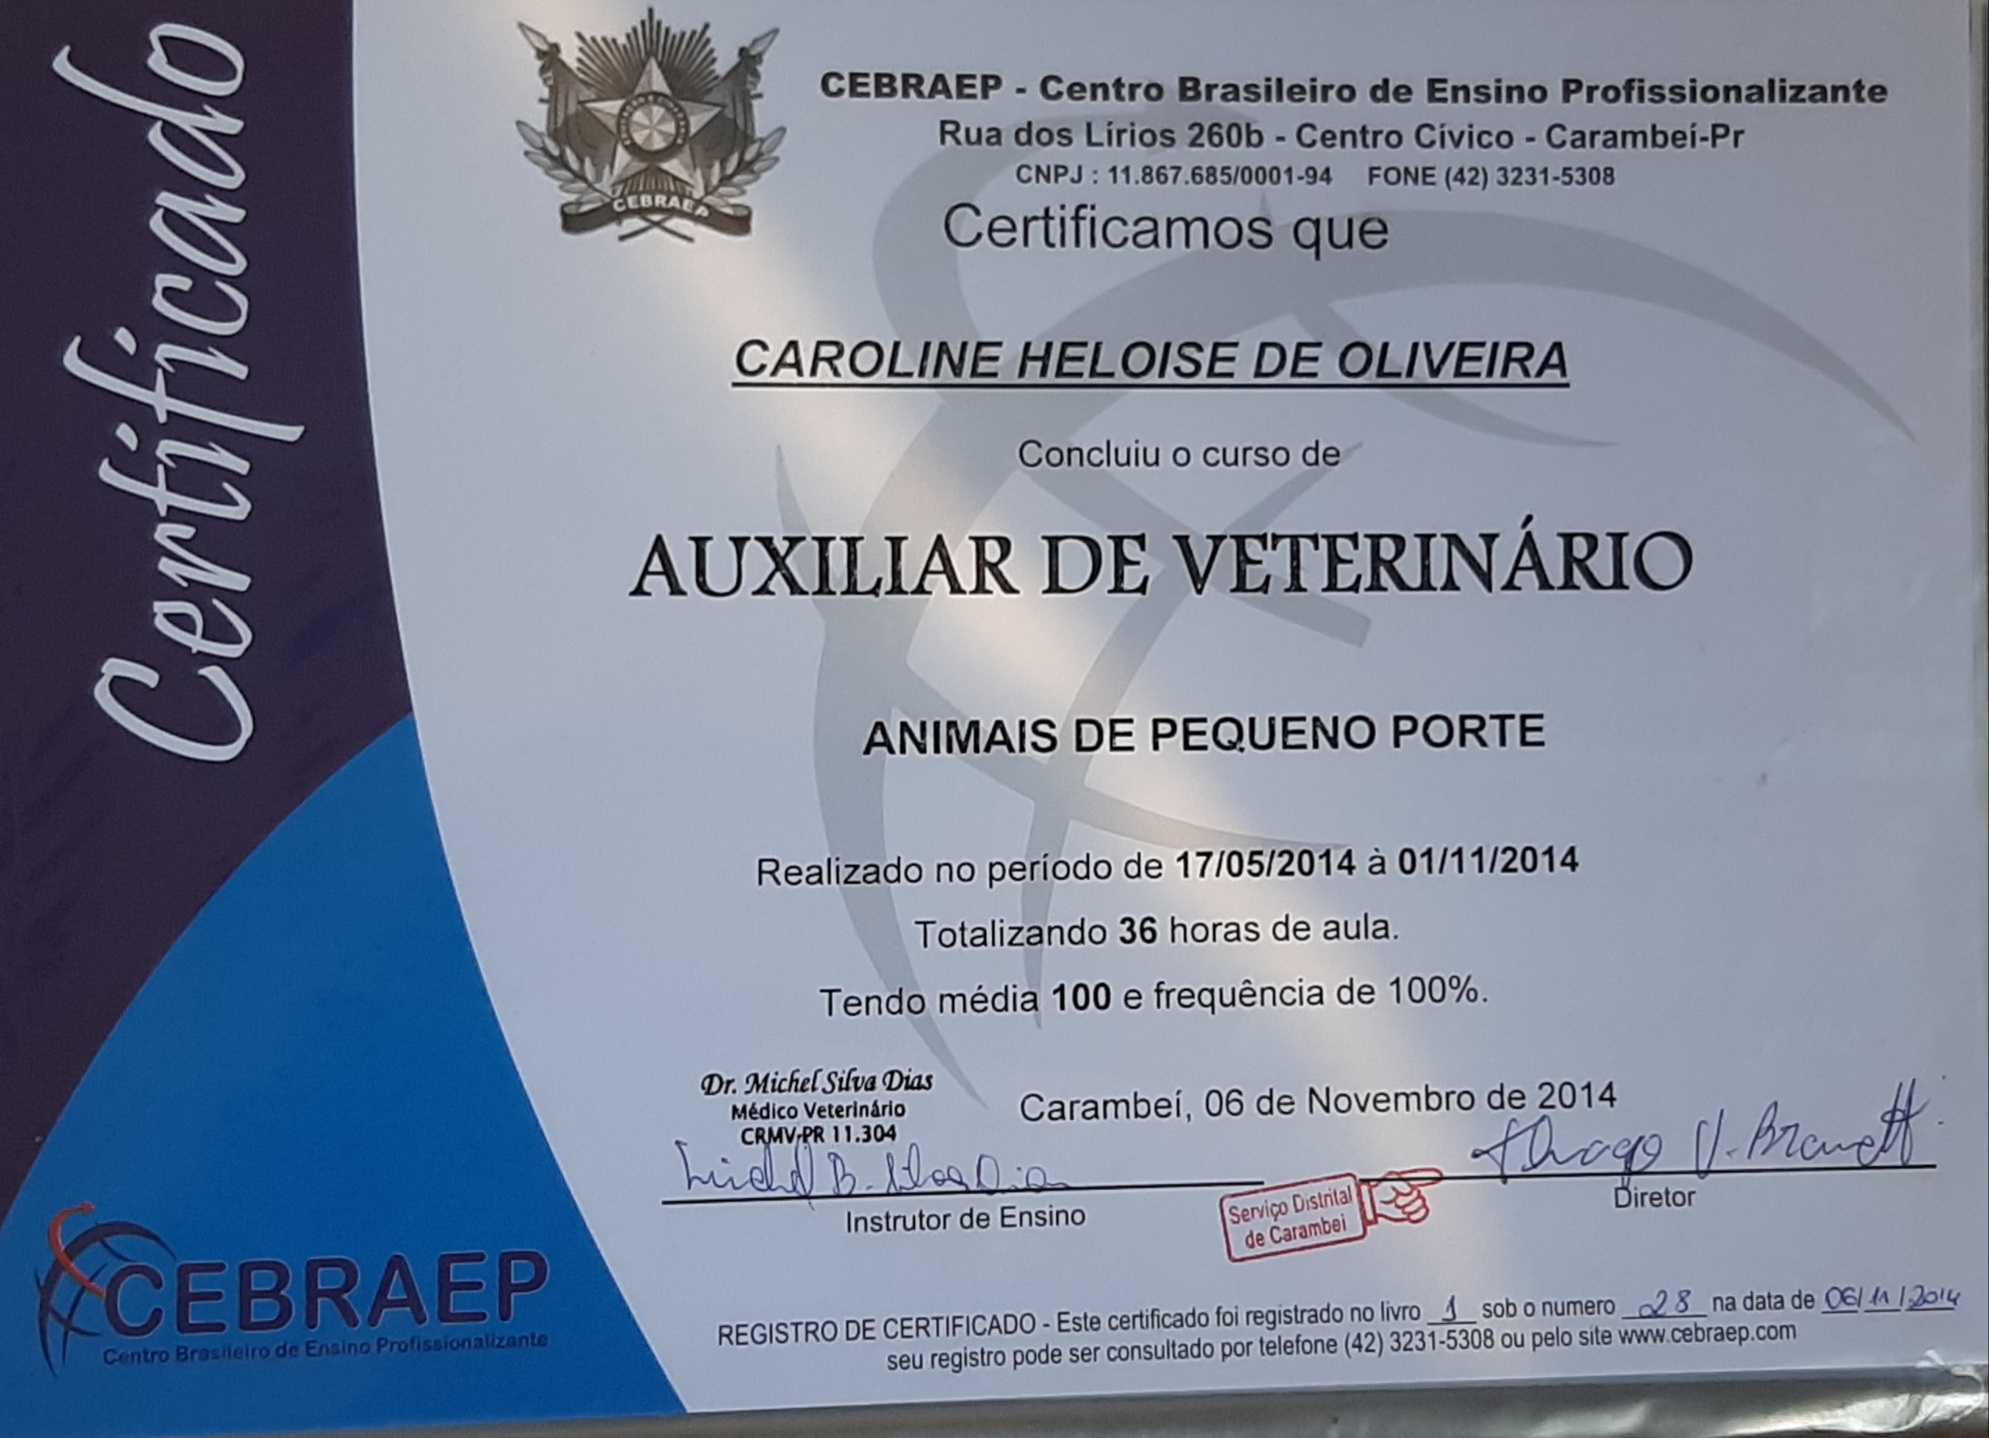 Certificado
CEBRAEP
CEBRAEP - Centro Brasileiro de Ensino Profissionalizante
Rua dos Lírios 260b - Centro Cívico - Carambeí-Pr
CNPJ : 11.867.685/0001-94 FONE (42) 3231-5308
Certificamos que
CAROLINE HELOISE DE OLIVEIRA
Concluiu o curso de
AUXILIAR DE VETERINÁRIO
ANIMAIS DE PEQUENO PORTE
Realizado no período de 17/05/2014 à 01/11/2014
Totalizando 36 horas de aula.
Tendo média 100 e frequência de 100%.
Dr. Michel Silva Dias
Médico Veterinário
CRMV-PR 11.304
Carambeí, 06 de Novembro de 2014
Instrutor de Ensino
Diretor
Serviço Distrital
de Carambei
CEBRAEP
Centro Brasileiro de Ensino Profissionalizante
REGISTRO DE CERTIFICADO - Este certificado foi registrado no livro 1 sob o numero 028 na data de 06/11/2014
seu registro pode ser consultado por telefone (42) 3231-5308 ou pelo site www.cebraep.com